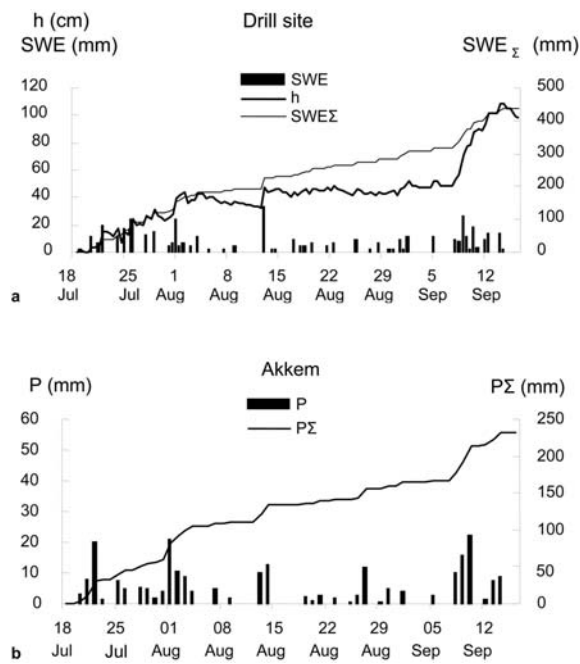 h (cm) Drill site
SWE (mm) SWE Σ (mm)
120 500
SWE
100 h 400
SWEΣ
80
300
60
200
40
20 100
0 0
18 25 1 8 15 22 29 5 12
Jul Jul Aug Aug Aug Aug Aug Sep Sep
a
P (mm) Akkem PΣ (mm)
60 P 250
PΣ
50 200
40
150
30
100
20
10 50
0 0
18 25 01 08 15 22 29 05 12
Jul Jul Aug Aug Aug Aug Aug Sep Sep
b